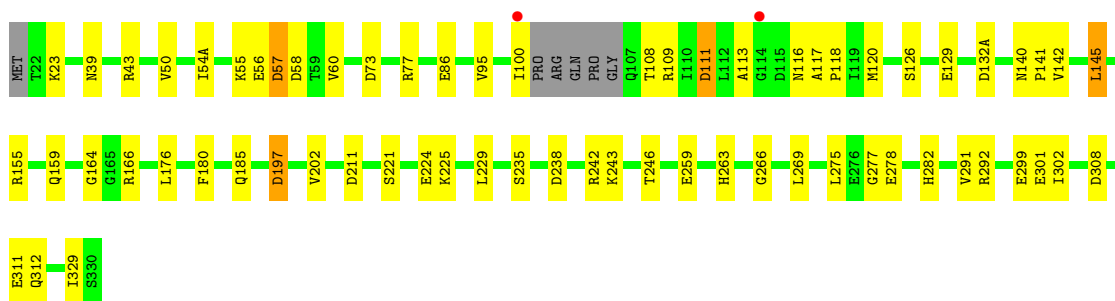 MET T22 K23 N39 R43 V50 I54A K55 E56 D57 D58 T59 V60 D73 R77 E86 V95 I100 PRO ARG GLN PRO GLY Q107 T108 R109 I110 D111 L112 A113 G114 D115 N116 A117 P118 I119 M120 S126 E129 D132A N140 P141 V142 L145
R155 Q159 G164 G165 R166 L176 F180 Q185 D197 V202 D211 S221 E224 K225 L229 S235 D238 R242 K243 T246 E259 H263 G266 L269 L275 E276 G277 E278 H282 V291 R292 E299 E301 I302 D308
E311 Q312 I329 S330